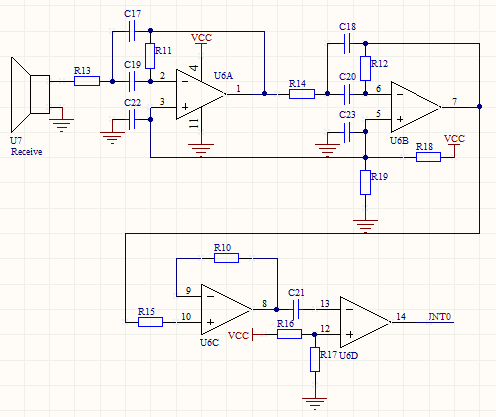 C17
VCC
R11
4
U6A
R13
C19
2
1
C22
3
11
U7
Receive
C18
R12
R14
C20
6
7
C23
5
U6B
VCC
R18
R19
R10
9
8
C21
13
R15
10
U6C
VCC
R16
12
14
JNT0
R17
U6D